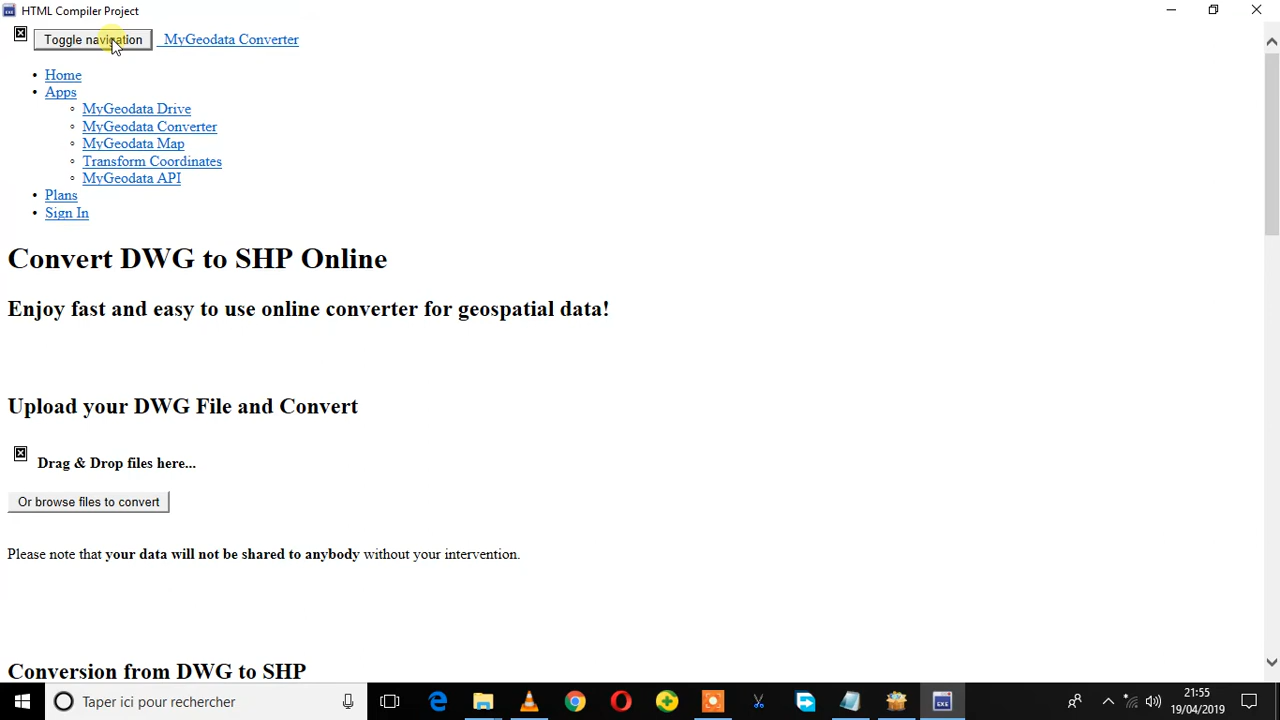 HTML Compiler Project
Toggle navigation MyGeodata Converter
Home
Apps
MyGeodata Drive
MyGeodata Converter
MyGeodata Map
Transform Coordinates
MyGeodata API
Plans
Sign In
Convert DWG to SHP Online
Enjoy fast and easy to use online converter for geospatial data!
Upload your DWG File and Convert
Drag & Drop files here...
Or browse files to convert
Please note that your data will not be shared to anybody without your intervention.
Conversion from DWG to SHP
Taper ici pour rechercher
EXE
21:55
19/04/2019